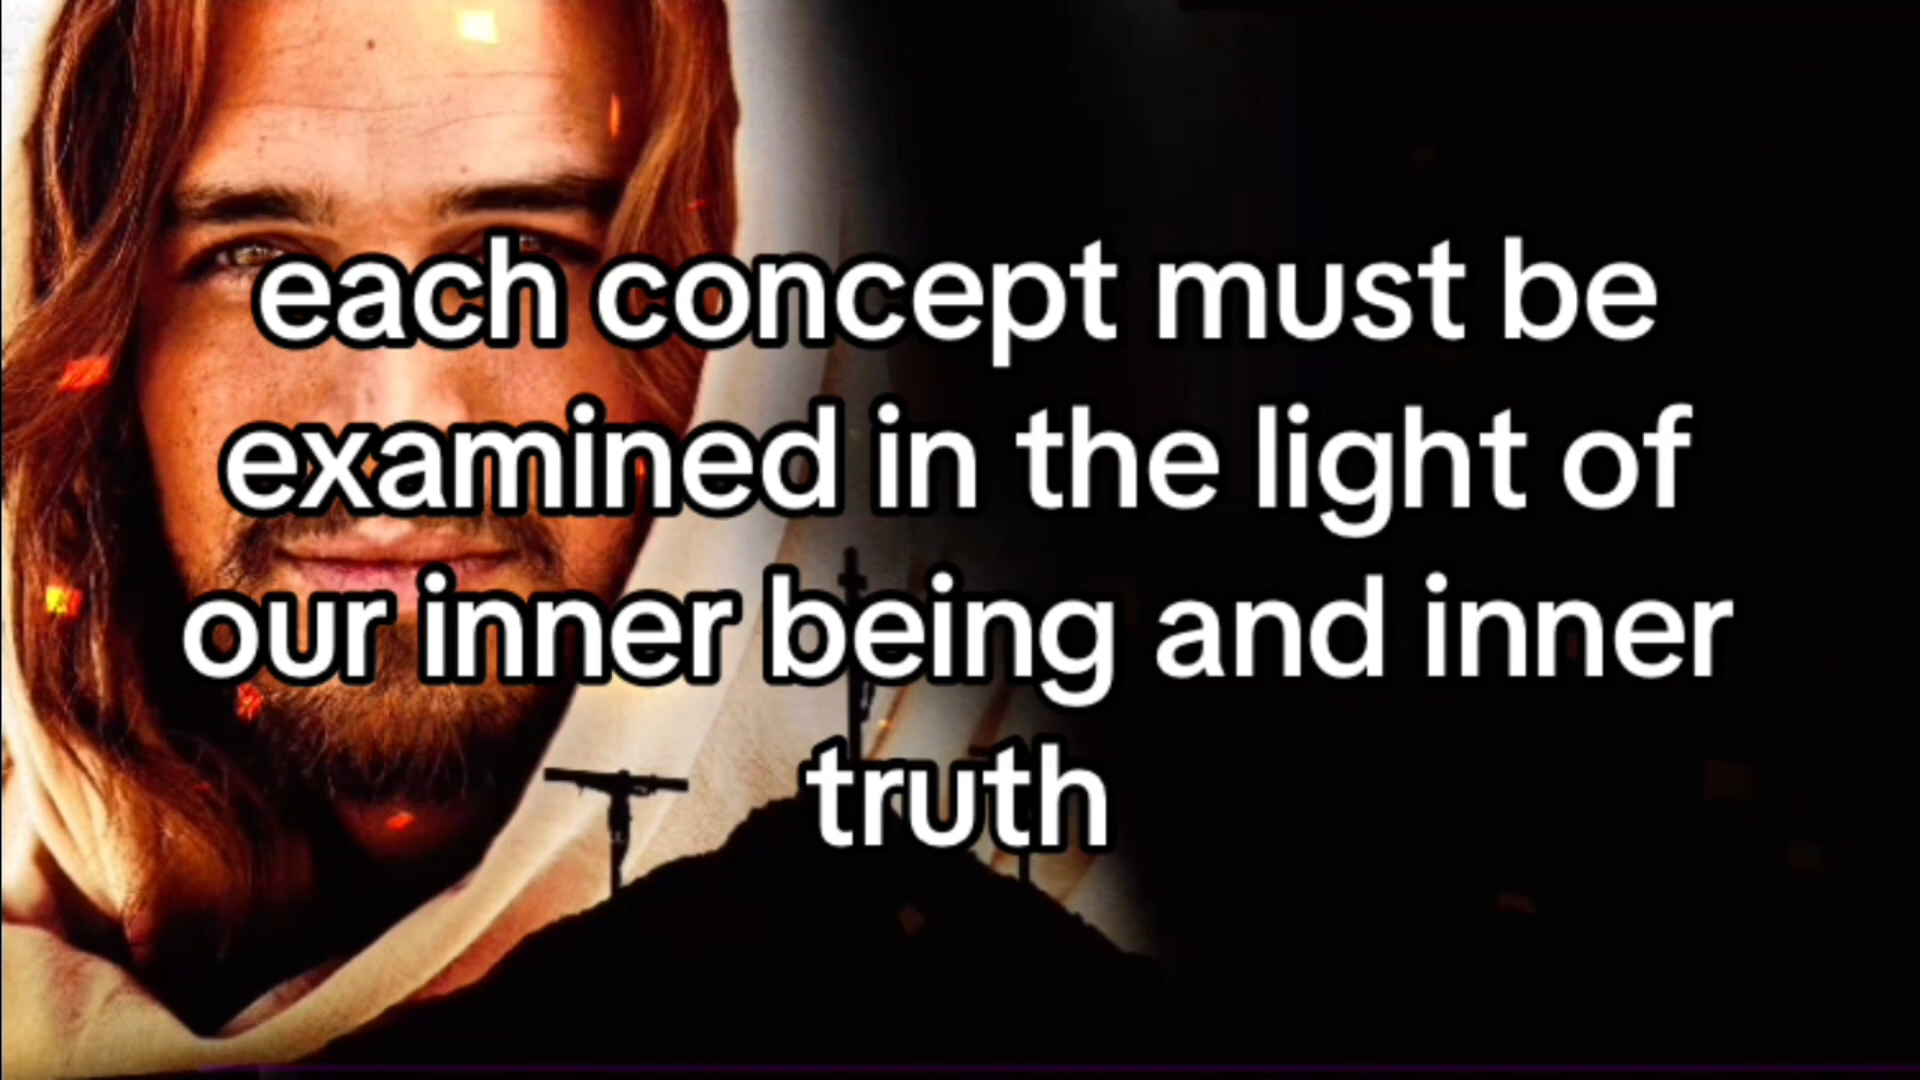 each concept must be
examined in the light of
our inner being and inner
truth